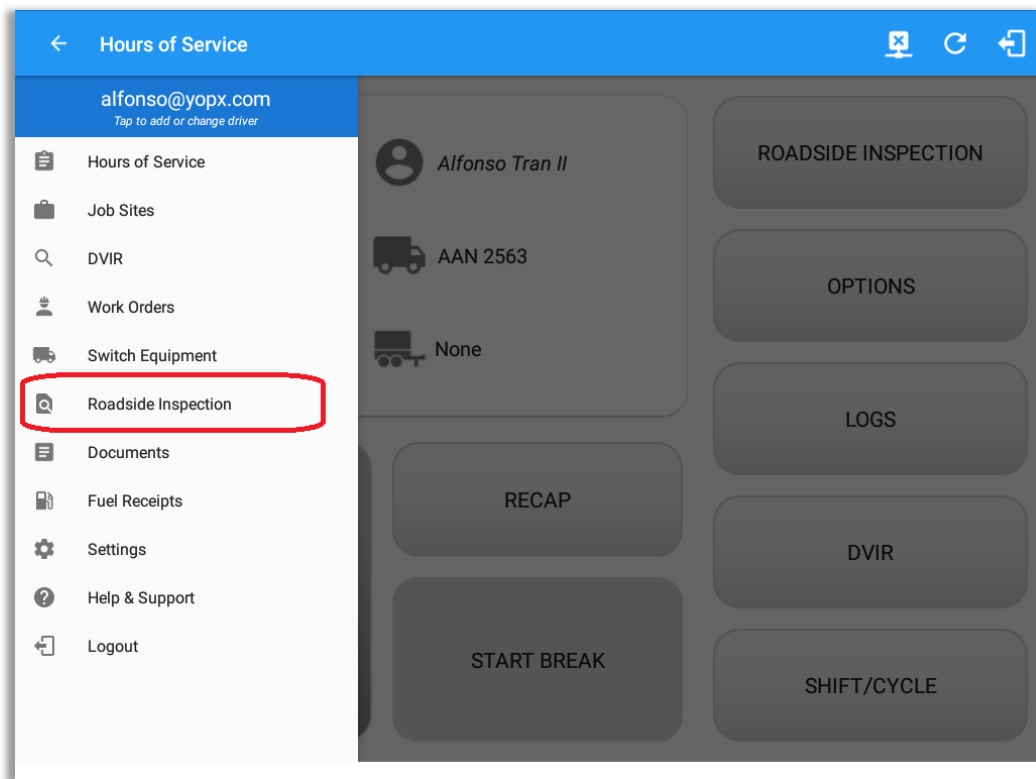 Hours of Service
alfonso@yopx.com
Tap to add or change driver
Hours of Service
Job Sites
DVIR
Work Orders
Switch Equipment
Roadside Inspection
Documents
Fuel Receipts
Settings
Help & Support
Logout
Alfonso Tran II
AAN 2563
None
RECAP
START BREAK
ROADSIDE INSPECTION
OPTIONS
LOGS
DVIR
SHIFT/CYCLE